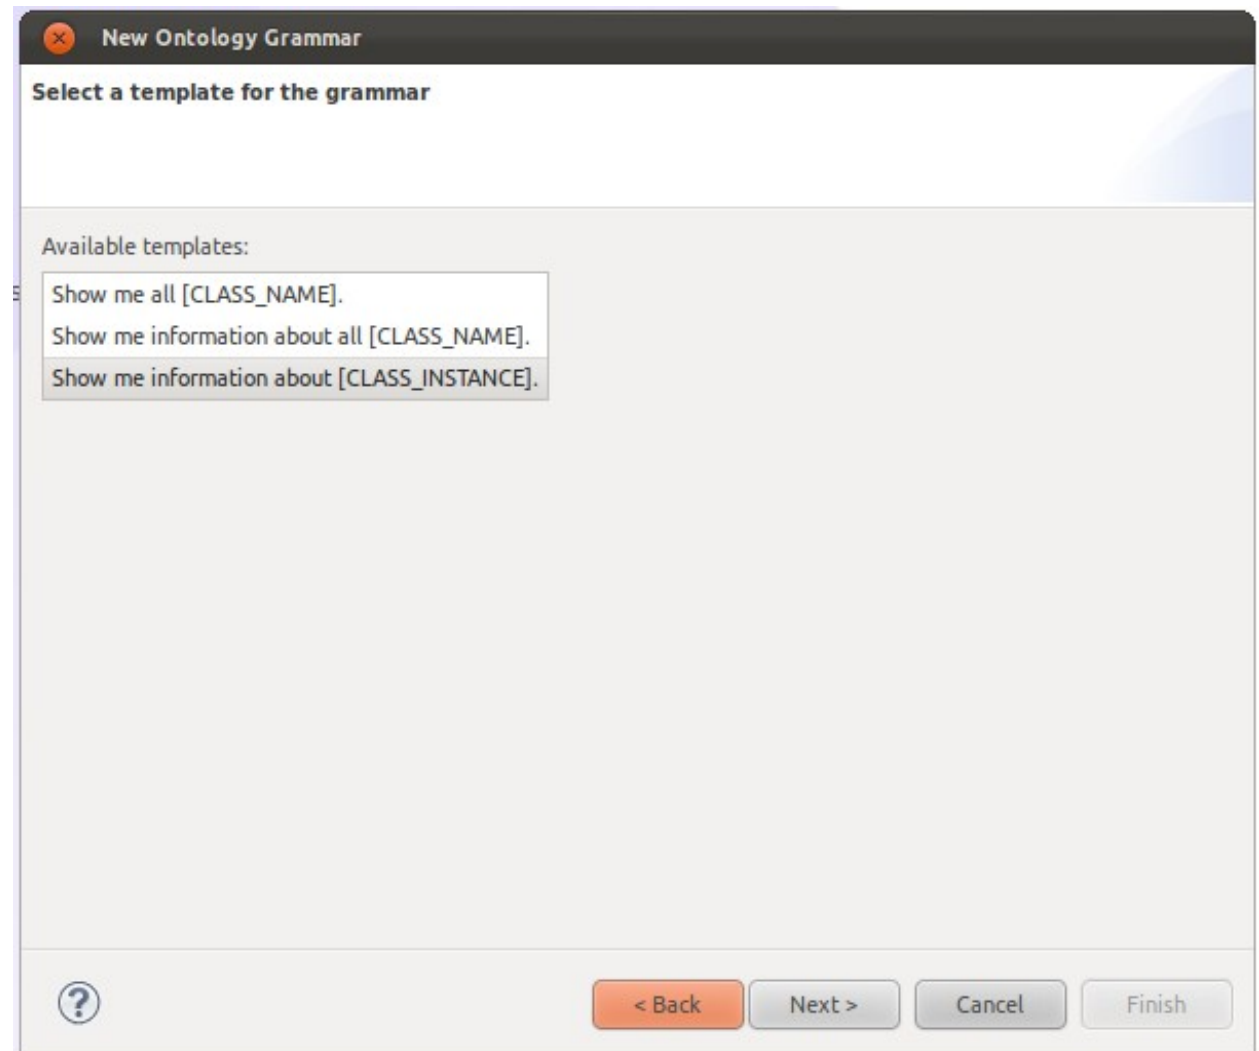 New Ontology Grammar
Select a template for the grammar
Available templates:
Show me all [CLASS_NAME].
Show me information about all [CLASS_NAME].
Show me information about [CLASS_INSTANCE].
< Back Next > Cancel Finish